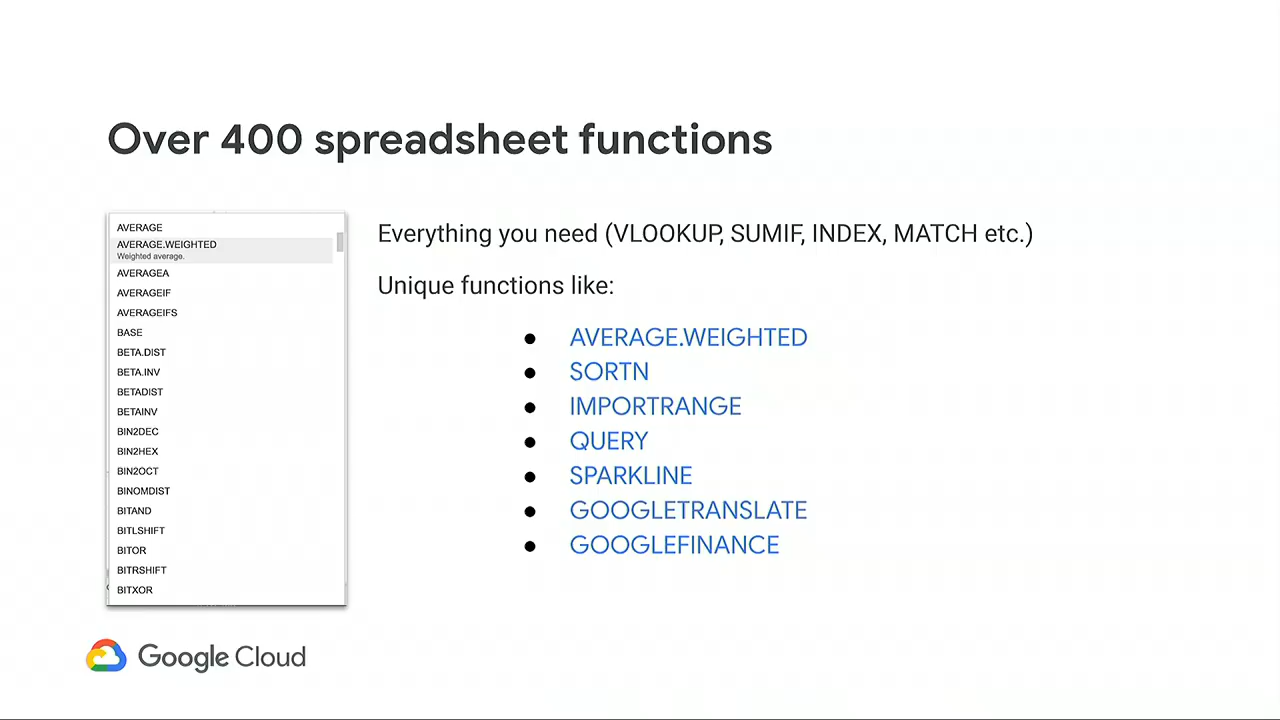 Over 400 spreadsheet functions
AVERAGE
AVERAGE.WEIGHTED
Weighted average.
AVERAGEA
AVERAGEIF
AVERAGEIFS
BASE
BETA.DIST
BETA.INV
BETADIST
BETAINV
BIN2DEC
BIN2HEX
BIN2OCT
BINOMDIST
BITAND
BITLSHIFT
BITOR
BITRSHIFT
BITXOR
Everything you need (VLOOKUP, SUMIF, INDEX, MATCH etc.)
Unique functions like:
● AVERAGE.WEIGHTED
● SORTN
● IMPORTRANGE
● QUERY
● SPARKLINE
● GOOGLETRANSLATE
● GOOGLEFINANCE
Google Cloud